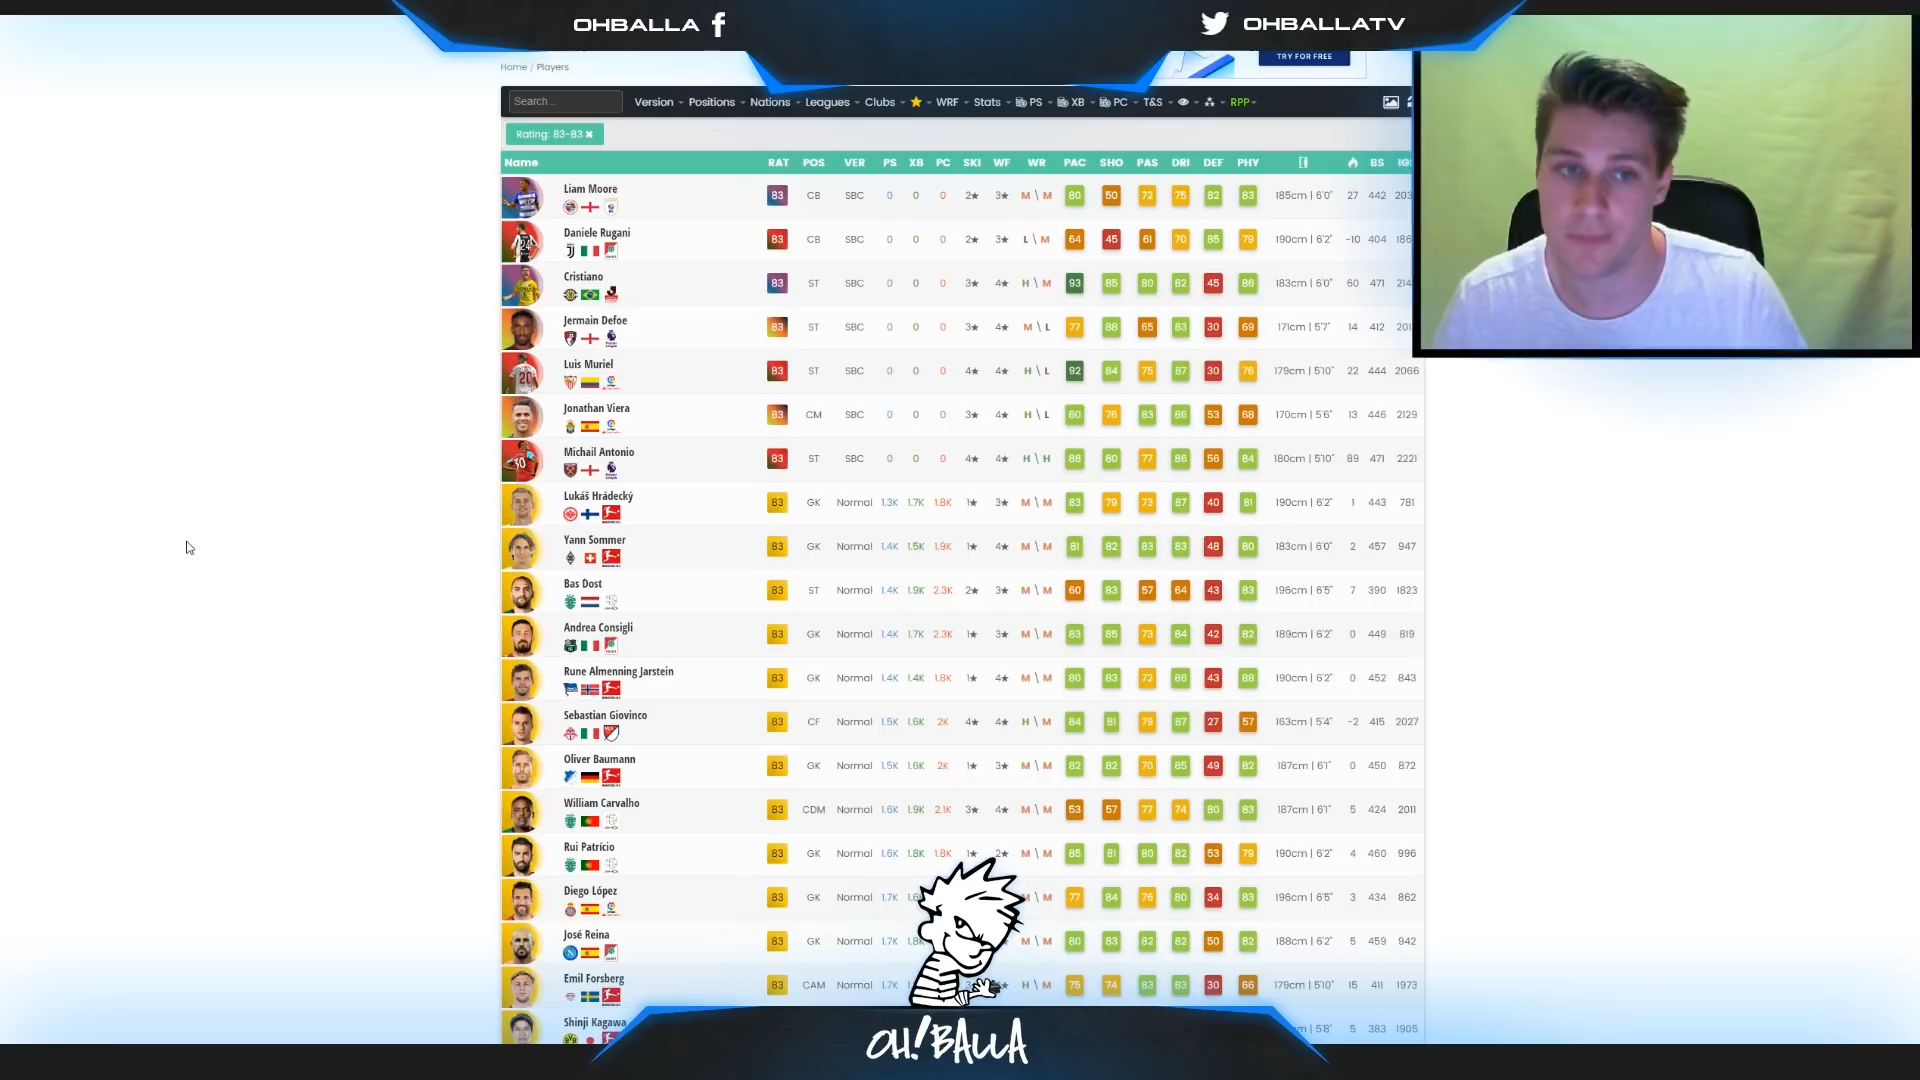 OHBALLA
OHBALLATV
TRY FOR FREE
Home / Players
Search... Version Positions Nations Leagues Clubs WRF Stats PS XB PC T&S RPP
Rating: 83-83
Name RAT POS VER PS XB PC SKI WF WR PAC SHO PAS DRI DEF PHY BS
Liam Moore 83 CB SBC 0 0 0 2★ 3★ M \ M 80 50 72 75 82 83 185cm | 6'0" 27 442
Daniele Rugani 83 CB SBC 0 0 0 2★ 3★ L \ M 64 45 61 70 85 79 190cm | 6'2" -10 404
Cristiano 83 ST SBC 0 0 0 3★ 4★ H \ M 93 85 80 82 45 86 183cm | 6'0" 60 471
Jermain Defoe 83 ST SBC 0 0 0 3★ 4★ M \ L 77 88 65 83 30 69 171cm | 5'7" 14 412
Luis Muriel 83 ST SBC 0 0 0 4★ 4★ H \ L 92 84 75 87 30 76 179cm | 5'10" 22 444 2066
Jonathan Viera 83 CM SBC 0 0 0 3★ 4★ H \ L 80 76 83 86 53 68 170cm | 5'6" 13 446 2129
Michail Antonio 83 ST SBC 0 0 0 4★ 4★ H \ H 88 80 77 86 56 84 180cm | 5'10" 89 471 2221
Lukáš Hrádecký 83 GK Normal 1.3K 1.7K 1.8K 1★ 3★ M \ M 83 79 73 87 40 81 190cm | 6'2" 1 443 781
Yann Sommer 83 GK Normal 1.4K 1.5K 1.9K 1★ 4★ M \ M 81 82 83 83 48 80 183cm | 6'0" 2 457 947
Bas Dost 83 ST Normal 1.4K 1.9K 2.3K 2★ 3★ M \ M 60 83 57 64 43 83 196cm | 6'5" 7 390 1823
Andrea Consigli 83 GK Normal 1.4K 1.7K 2.3K 1★ 3★ M \ M 83 85 73 84 42 82 189cm | 6'2" 0 449 819
Rune Almenning Jarstein 83 GK Normal 1.4K 1.4K 1.8K 1★ 4★ M \ M 80 83 72 86 43 88 190cm | 6'2" 0 452 843
Sebastian Giovinco 83 CF Normal 1.5K 1.6K 2K 4★ 4★ H \ M 84 81 79 87 27 57 163cm | 5'4" -2 415 2027
Oliver Baumann 83 GK Normal 1.5K 1.6K 2K 1★ 3★ M \ M 82 82 70 85 49 82 187cm | 6'1" 0 450 872
William Carvalho 83 CDM Normal 1.6K 1.9K 2.1K 3★ 4★ M \ M 53 57 77 74 80 83 187cm | 6'1" 5 424 2011
Rui Patrício 83 GK Normal 1.6K 1.8K 1.8K 1★ 2★ M \ M 85 81 80 82 53 79 190cm | 6'2" 4 460 996
Diego López 83 GK Normal 1.7K \ M 77 84 76 80 34 83 196cm | 6'5" 3 434 862
José Reina 83 GK Normal 1.7K M \ M 80 83 82 82 50 82 188cm | 6'2" 5 459 942
Emil Forsberg 83 CAM Normal 1.7K H \ M 75 74 83 83 30 66 179cm | 5'10" 15 411 1973
Shinji Kagawa 5'8" 5 383 1905
OH!BALLA